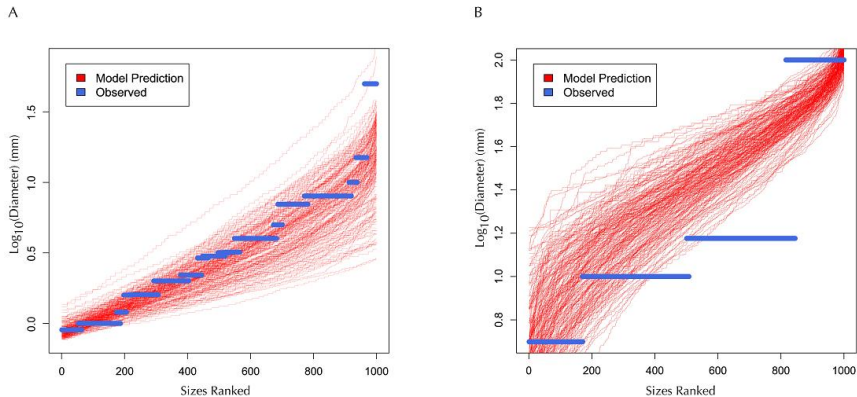 A
B
Model Prediction
Observed
Log10(Diameter) (mm)
0.0
0.5
1.0
1.5
0
200
400
600
800
1000
Sizes Ranked
Model Prediction
Observed
Log10(Diameter) (mm)
0.8
1.0
1.2
1.4
1.6
1.8
2.0
0
200
400
600
800
1000
Sizes Ranked